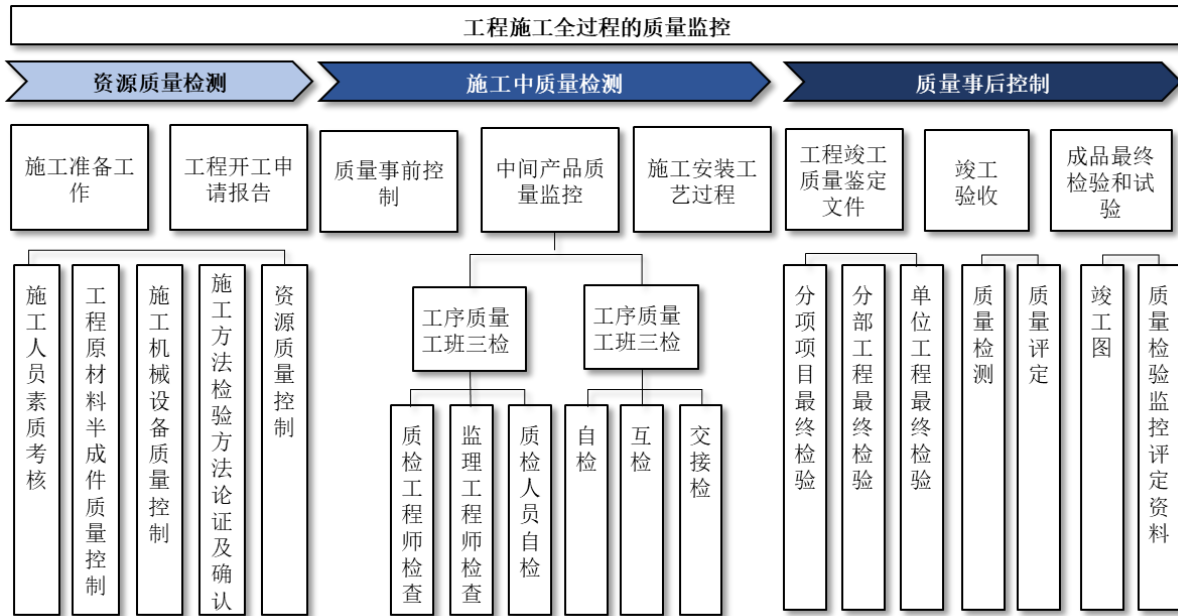 工程施工全过程的质量监控
资源质量检测
施工中质量检测
质量事后控制
施工准备工
作
工程开工申
请报告
质量事前控
制
中间产品质
量监控
施工安装工
艺过程
工程竣工
质量鉴定
文件
竣工
验收
成品最终
检验和试
验
施工人员素质考核
工程原材料半成件质量控制
施工机械设备质量控制
施工方法检验方法论证及确认
资源质量控制
工序质量
工班三检
工序质量
工班三检
质检工程师检查
监理工程师检查
质检人员自检
自检
互检
交接检
分项项目最终检验
分部工程最终检验
单位工程最终检验
质量检测
质量评定
竣工图
质量检验监控评定资料